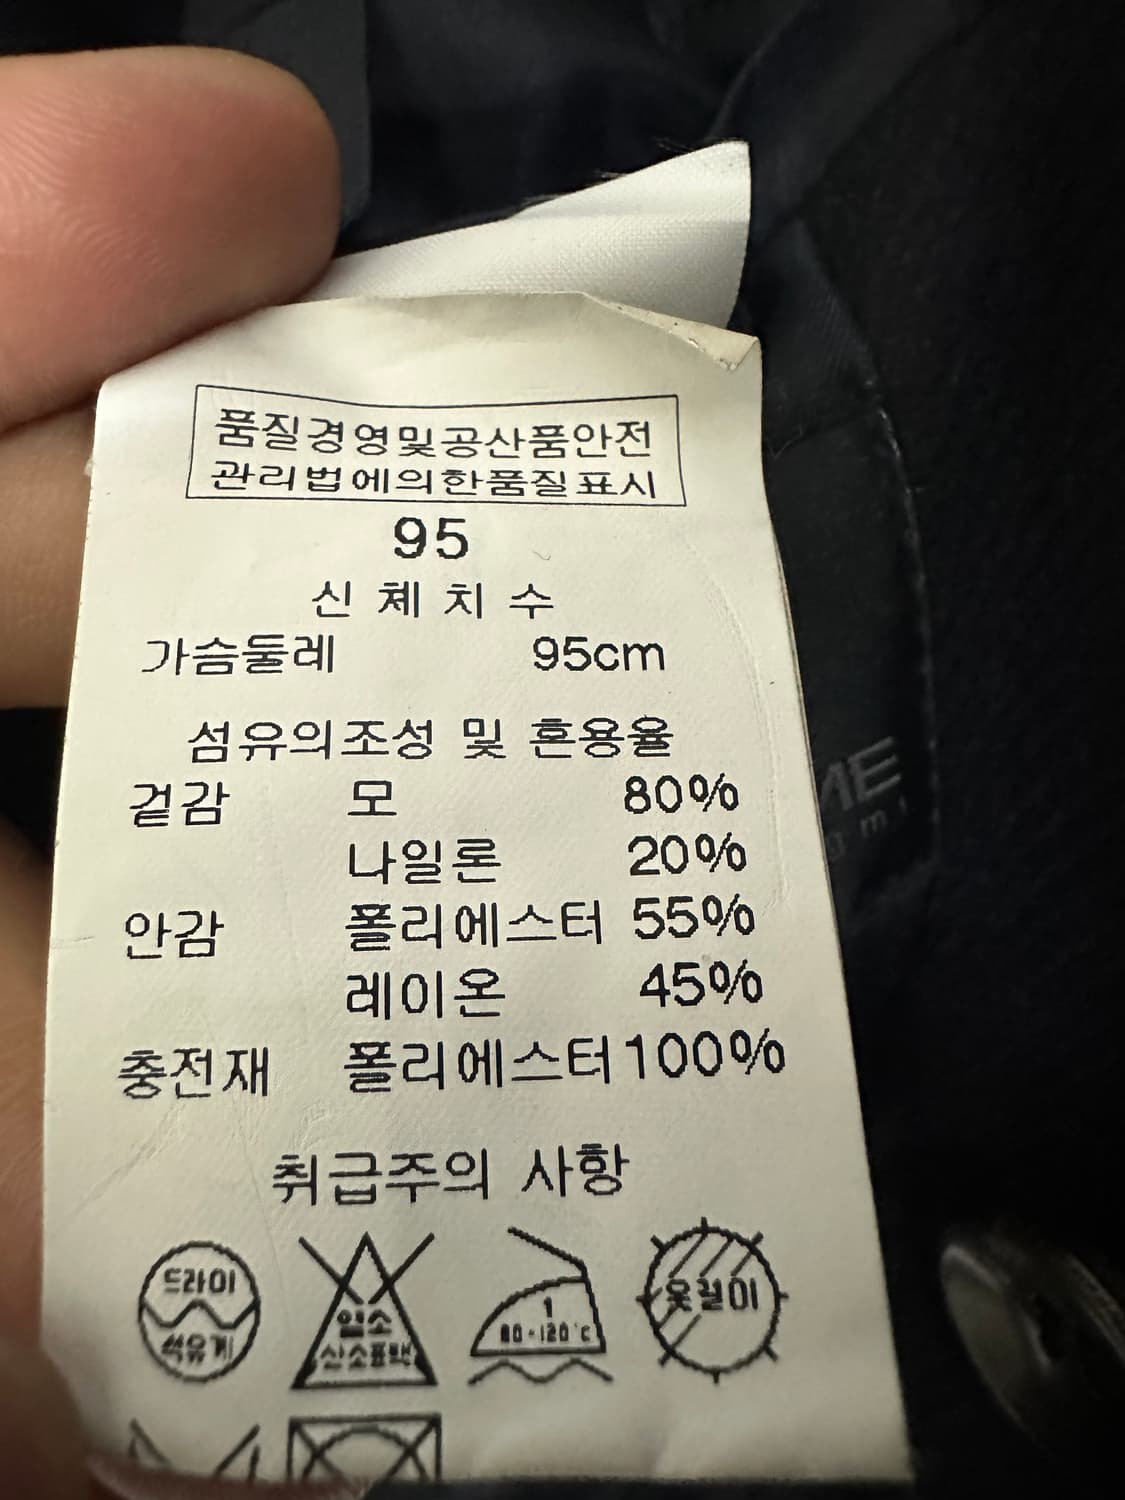 품질경영및공산품안전
관리법에의한품질표시
95
신체치수
가슴둘레 95cm
섬유의조성 및 혼용율
겉감 모 80%
나일론 20%
안감 폴리에스터 55%
레이온 45%
충전재 폴리에스터 100%
취급주의 사항
드라이
석유계
염소
산소표백
1
80~120℃
옷걸이